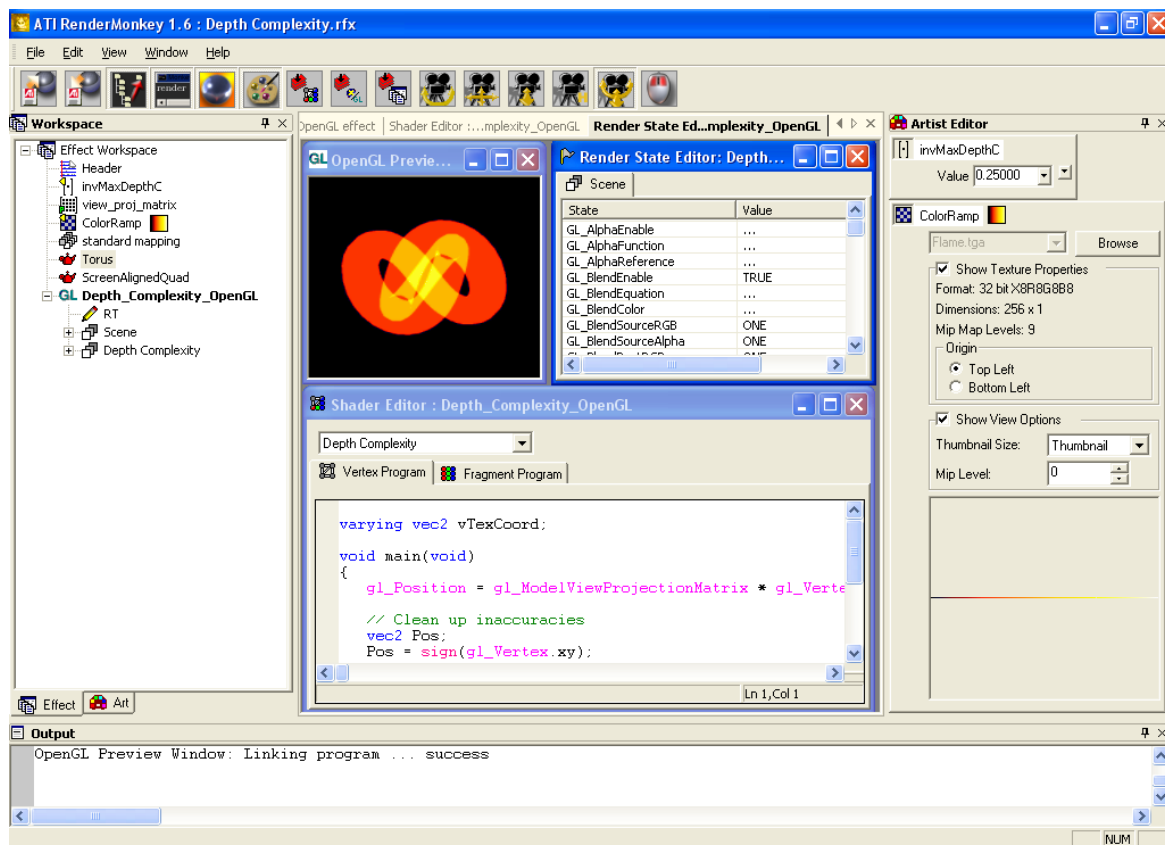 ATI RenderMonkey 1.6 : Depth Complexity.rfx
File Edit View Window Help
render
Workspace
Effect Workspace
Header
invMaxDepthC
view_proj_matrix
ColorRamp
standard mapping
Torus
ScreenAlignedQuad
GL Depth_Complexity_OpenGL
RT
Scene
Depth Complexity
Effect Art
OpenGL effect Shader Editor :...mplexity_OpenGL Render State Ed...mplexity_OpenGL
GL OpenGL Previe...
Render State Editor: Depth...
Scene
State Value
GL_AlphaEnable ...
GL_AlphaFunction ...
GL_AlphaReference ...
GL_BlendEnable TRUE
GL_BlendEquation ...
GL_BlendColor ...
GL_BlendSourceRGB ONE
GL_BlendSourceAlpha ONE
Shader Editor : Depth_Complexity_OpenGL
Depth Complexity
Vertex Program Fragment Program
varying vec2 vTexCoord;
void main(void)
{
gl_Position = gl_ModelViewProjectionMatrix * gl_Verte
// Clean up inaccuracies
vec2 Pos;
Pos = sign(gl_Vertex.xy);
Ln 1,Col 1
Artist Editor
invMaxDepthC
Value 0.25000
ColorRamp
Flame.tga Browse
Show Texture Properties
Format: 32 bit X8R8G8B8
Dimensions: 256 x 1
Mip Map Levels: 9
Origin
Top Left
Bottom Left
Show View Options
Thumbnail Size: Thumbnail
Mip Level: 0
Output
OpenGL Preview Window: Linking program ... success
NUM